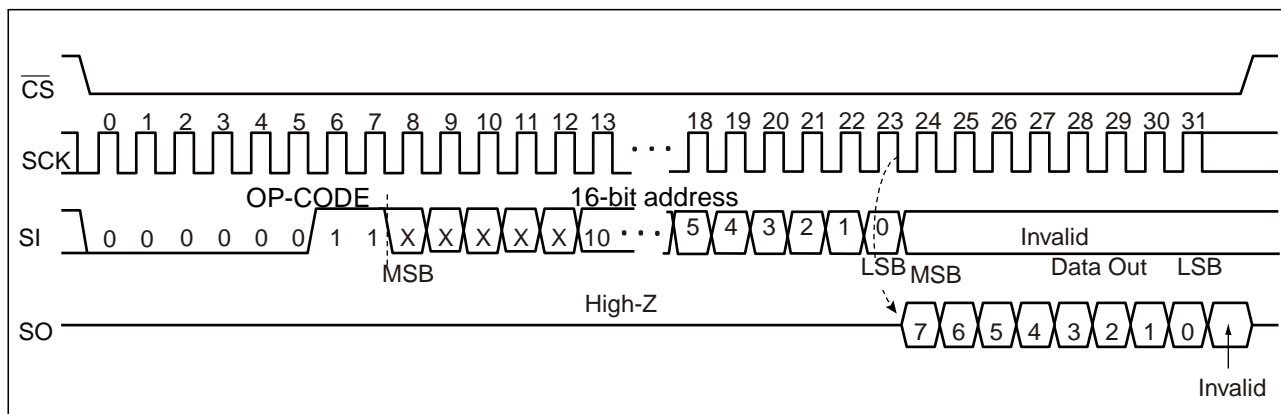 CS
0 1 2 3 4 5 6 7 8 9 10 11 12 13 18 19 20 21 22 23 24 25 26 27 28 29 30 31
SCK
OP-CODE 16-bit address
SI 0 0 0 0 0 0 1 1 X X X X X 10 5 4 3 2 1 0 Invalid
MSB LSB MSB Data Out LSB
High-Z
SO 7 6 5 4 3 2 1 0
Invalid